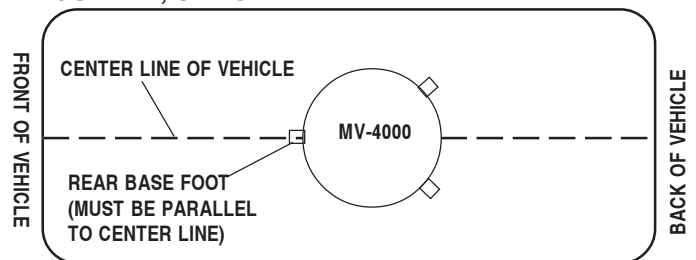 FRONT OF VEHICLE
CENTER LINE OF VEHICLE
MV-4000
REAR BASE FOOT
(MUST BE PARALLEL
TO CENTER LINE)
BACK OF VEHICLE